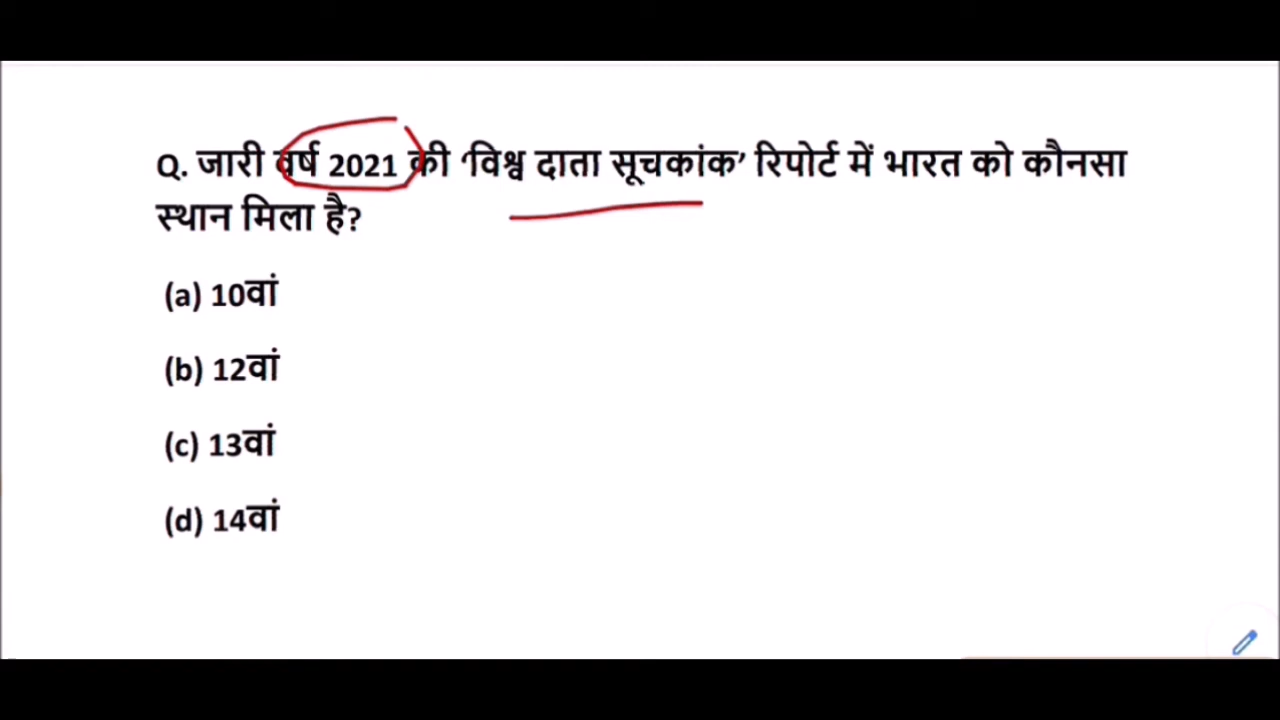 Q. जारी वर्ष 2021 की ‘विश्व दाता सूचकांक’ रिपोर्ट में भारत को कौनसा
स्थान मिला है?
(a) 10वां
(b) 12वां
(c) 13वां
(d) 14वां